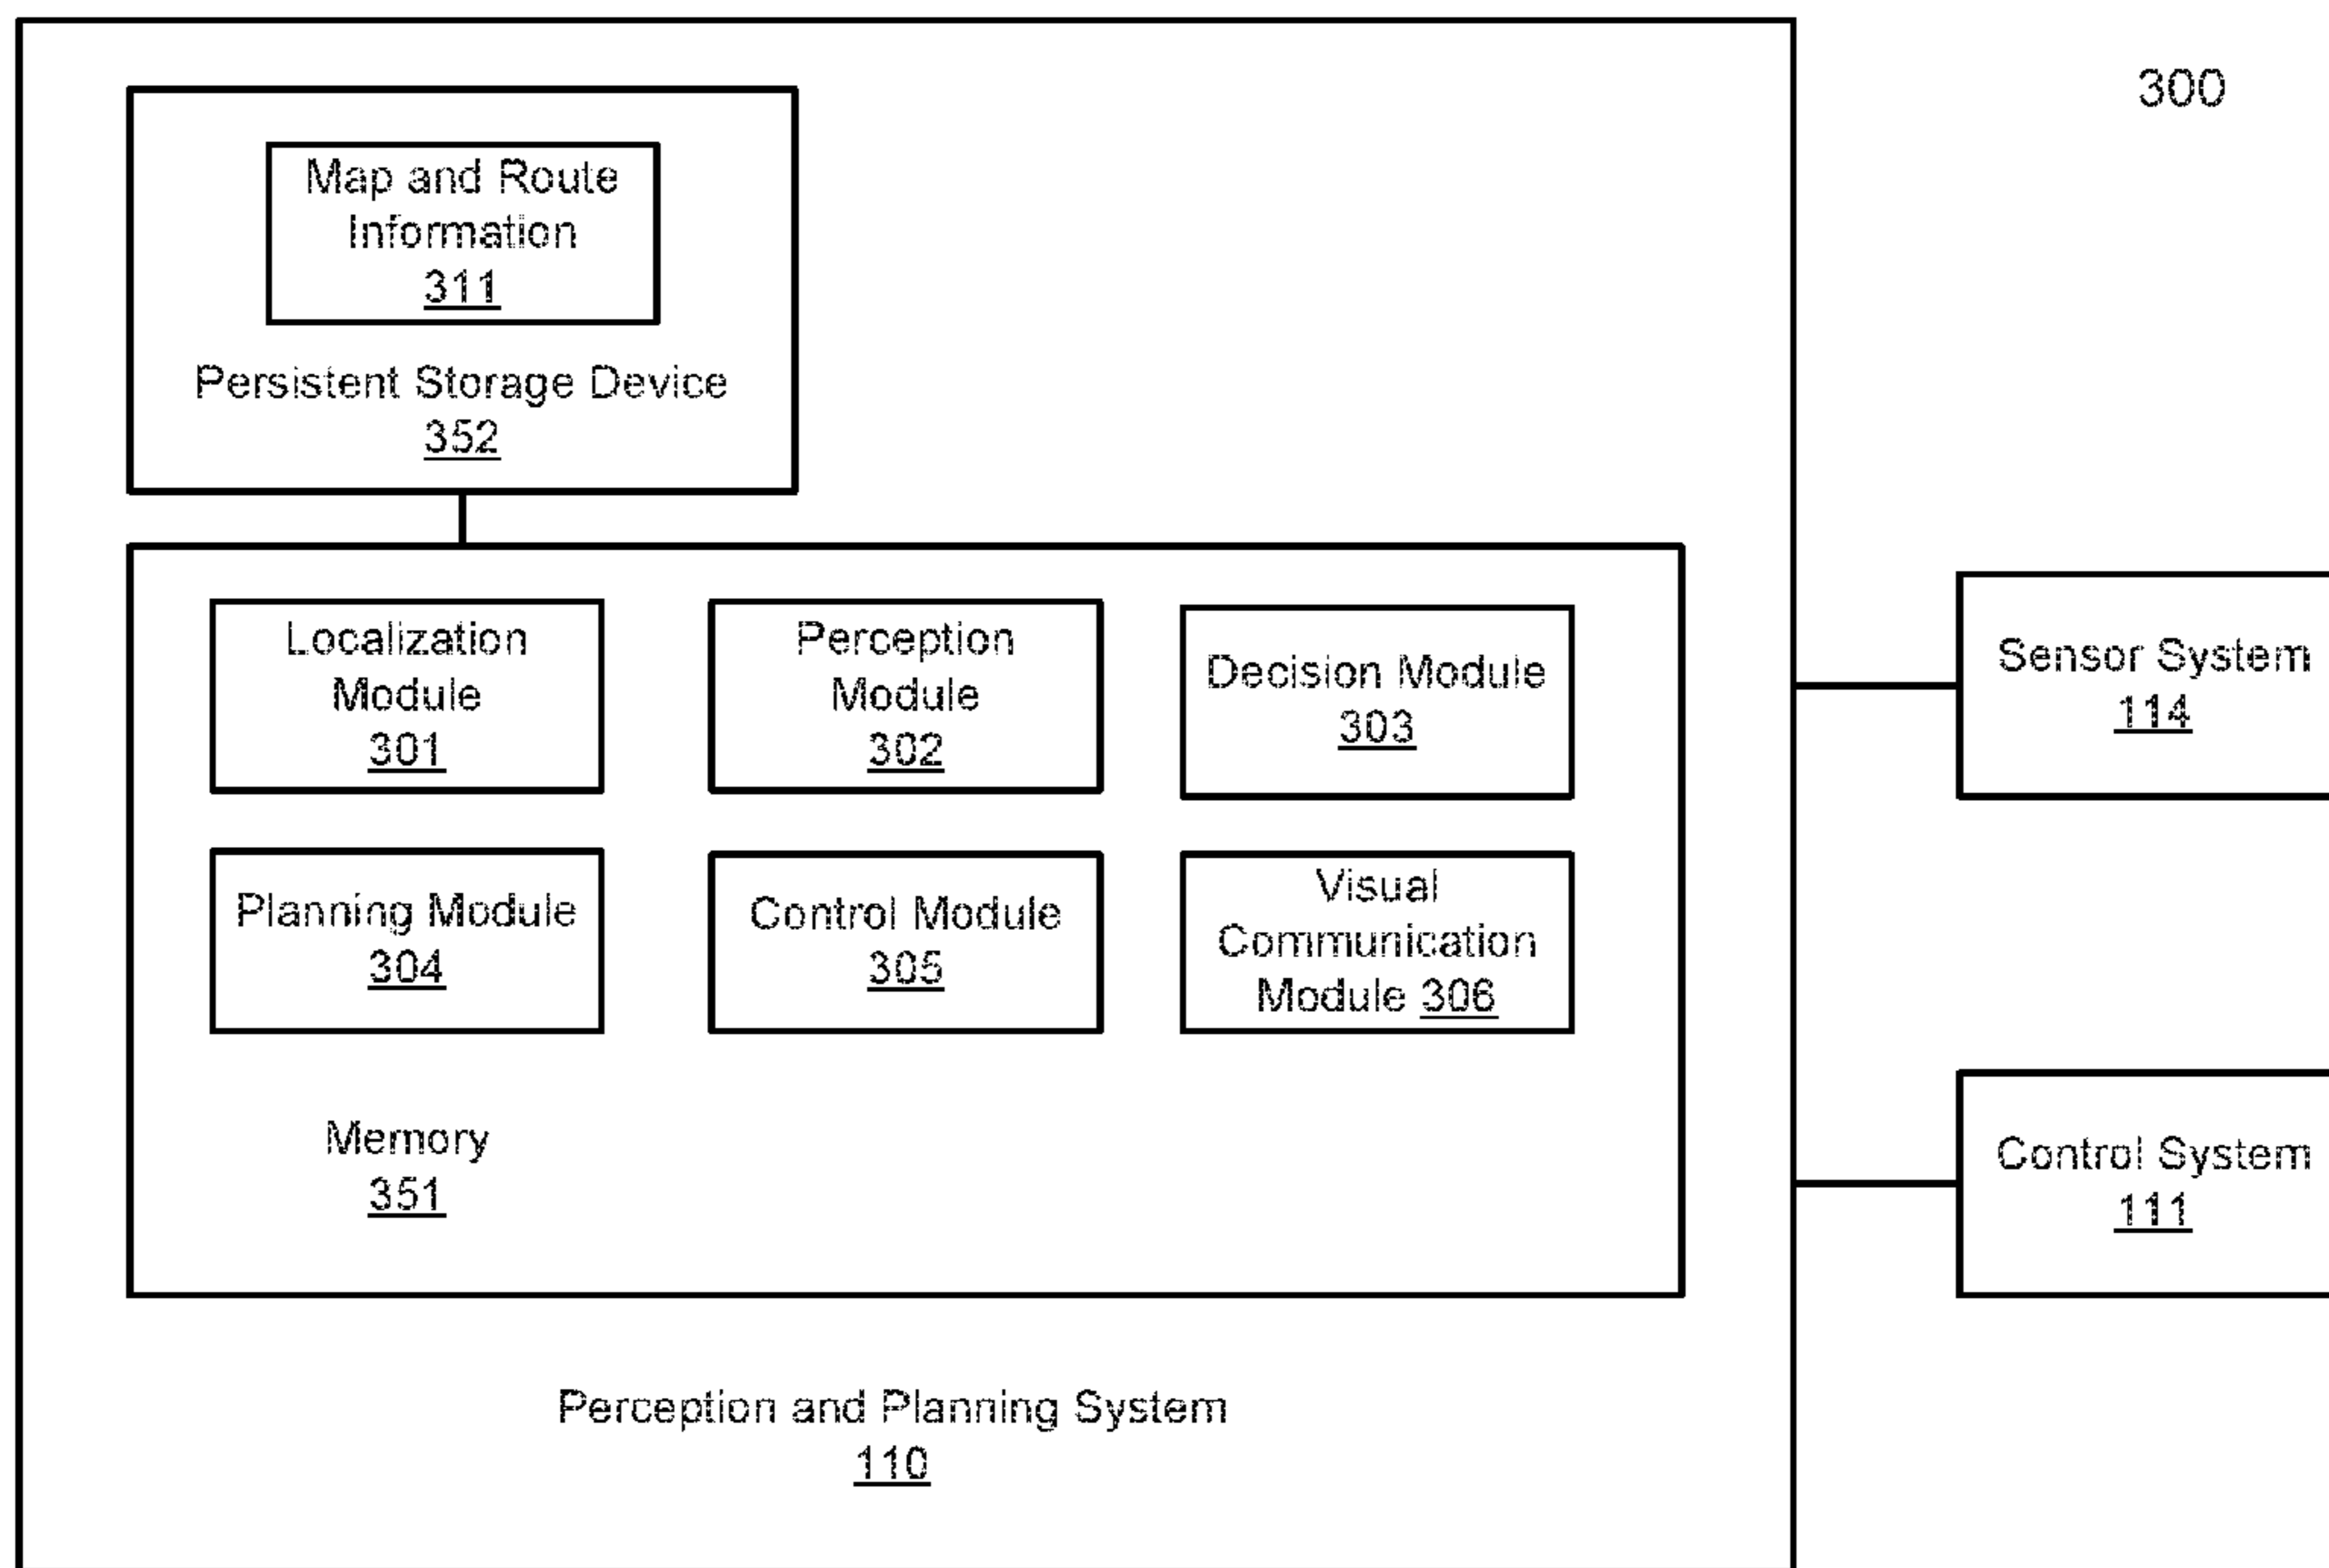 300
Map and Route
Information
311
Persistent Storage Device
352
Localization
Module
301
Perception
Module
302
Decision Module
303
Planning Module
304
Control Module
305
Visual
Communication
Module 306
Memory
351
Perception and Planning System
110
Sensor System
114
Control System
111